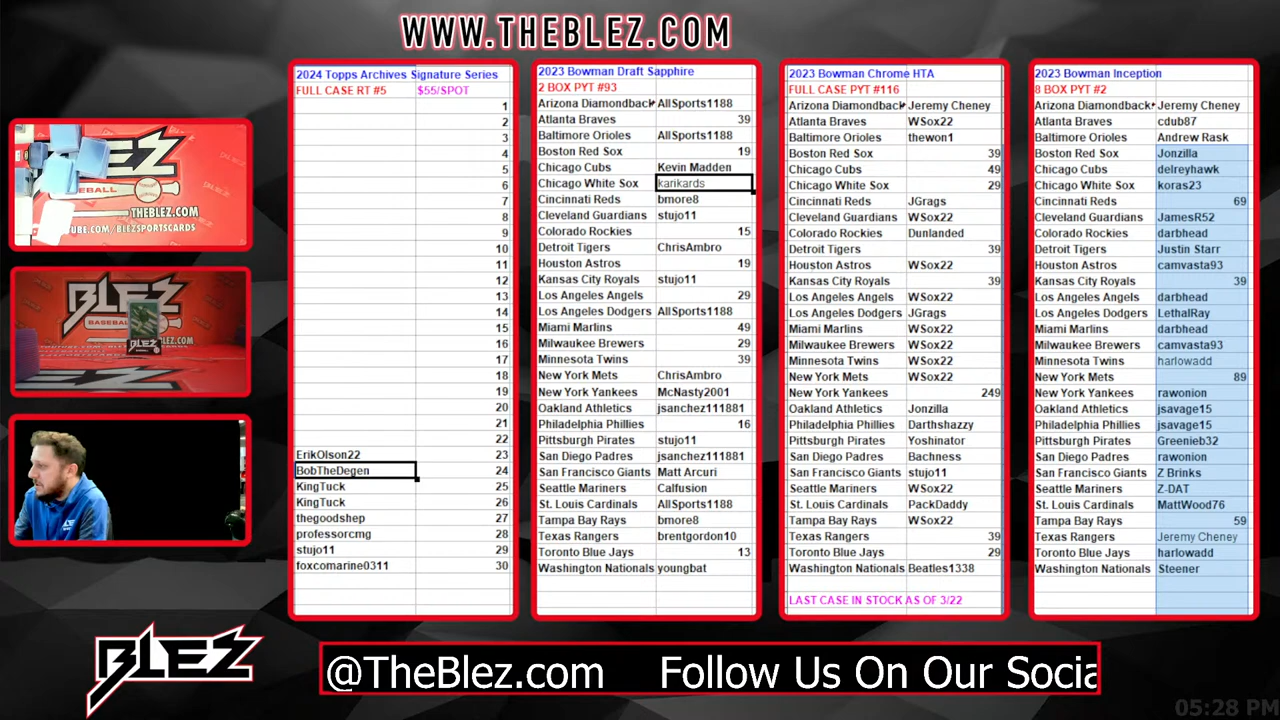 WWW.THEBLEZ.COM
2024 Topps Archives Signature Series
FULL CASE RT #5 $55/SPOT
1
2
3
4
5
6
7
8
9
10
11
12
13
14
15
16
17
18
19
20
21
22
ErikOlson22 23
BobTheDegen 24
KingTuck 25
KingTuck 26
thegoodshep 27
professorcmg 28
stujo11 29
foxcomarine0311 30
2023 Bowman Draft Sapphire
2 BOX PYT #93
Arizona Diamondback AllSports1188
Atlanta Braves 39
Baltimore Orioles AllSports1188
Boston Red Sox 19
Chicago Cubs Kevin Madden
Chicago White Sox karikards
Cincinnati Reds bmore8
Cleveland Guardians stujo11
Colorado Rockies 15
Detroit Tigers ChrisAmbro
Houston Astros 19
Kansas City Royals stujo11
Los Angeles Angels 29
Los Angeles Dodgers AllSports1188
Miami Marlins 49
Milwaukee Brewers 29
Minnesota Twins 39
New York Mets ChrisAmbro
New York Yankees McNasty2001
Oakland Athletics jsanchez111881
Philadelphia Phillies 16
Pittsburgh Pirates stujo11
San Diego Padres jsanchez111881
San Francisco Giants Matt Arcuri
Seattle Mariners Calfusion
St. Louis Cardinals AllSports1188
Tampa Bay Rays bmore8
Texas Rangers brentgordon10
Toronto Blue Jays 13
Washington Nationals youngbat
2023 Bowman Chrome HTA
FULL CASE PYT #116
Arizona Diamondback Jeremy Cheney
Atlanta Braves WSox22
Baltimore Orioles thewon1
Boston Red Sox 39
Chicago Cubs 49
Chicago White Sox 29
Cincinnati Reds JGrags
Cleveland Guardians WSox22
Colorado Rockies Dunlanded
Detroit Tigers 39
Houston Astros WSox22
Kansas City Royals 39
Los Angeles Angels WSox22
Los Angeles Dodgers JGrags
Miami Marlins WSox22
Milwaukee Brewers WSox22
Minnesota Twins WSox22
New York Mets WSox22
New York Yankees 249
Oakland Athletics Jonzilla
Philadelphia Phillies Darthshazzy
Pittsburgh Pirates Yoshinator
San Diego Padres Bachness
San Francisco Giants stujo11
Seattle Mariners WSox22
St. Louis Cardinals PackDaddy
Tampa Bay Rays WSox22
Texas Rangers 39
Toronto Blue Jays 29
Washington Nationals Beatles1338
LAST CASE IN STOCK AS OF 3/22
2023 Bowman Inception
8 BOX PYT #2
Arizona Diamondback Jeremy Cheney
Atlanta Braves cdub87
Baltimore Orioles Andrew Rask
Boston Red Sox Jonzilla
Chicago Cubs delreyhawk
Chicago White Sox koras23
Cincinnati Reds 69
Cleveland Guardians JamesR52
Colorado Rockies darbhead
Detroit Tigers Justin Starr
Houston Astros camvasta93
Kansas City Royals 39
Los Angeles Angels darbhead
Los Angeles Dodgers LethalRay
Miami Marlins darbhead
Milwaukee Brewers camvasta93
Minnesota Twins harlowadd
New York Mets 89
New York Yankees rawonion
Oakland Athletics jsavage15
Philadelphia Phillies jsavage15
Pittsburgh Pirates Greenieb32
San Diego Padres rawonion
San Francisco Giants Z Brinks
Seattle Mariners Z-DAT
St. Louis Cardinals MattWood76
Tampa Bay Rays 59
Texas Rangers Jeremy Cheney
Toronto Blue Jays harlowadd
Washington Nationals Steener
BLEZ
BASEBALL
THEBLEZ.COM
UBE.COM/BLEZSPORTSCARDS
BLEZ
BASEBALL
BLEZ
BLEZ
@TheBlez.com Follow Us On Our Socia
05:28 PM